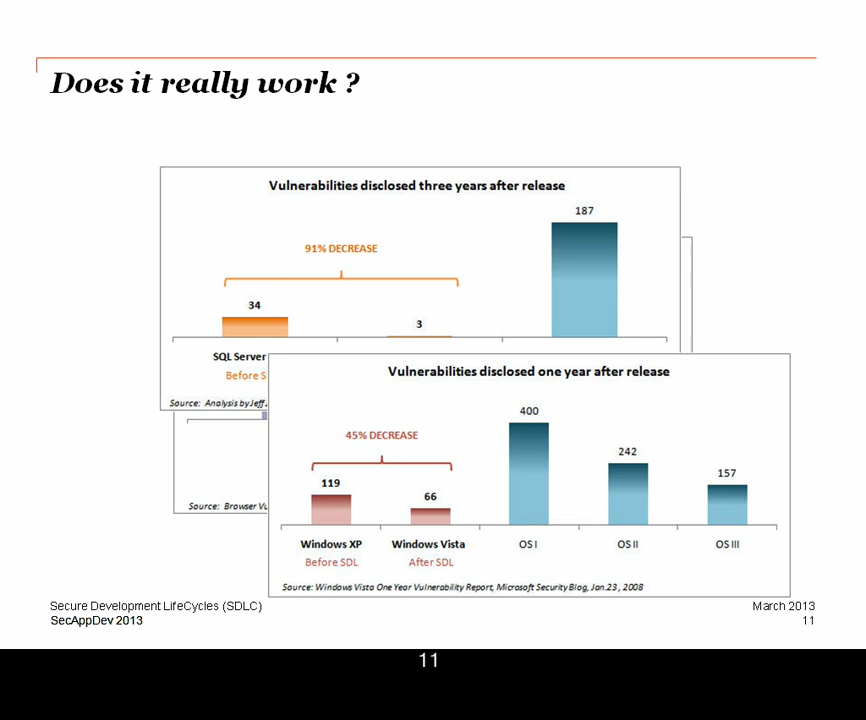 Does it really work ?
Vulnerabilities disclosed three years after release
187
91% DECREASE
34
3
SQL Server
Before
Source: Analysis by Jeff
Vulnerabilities disclosed one year after release
400
45% DECREASE
242
157
119
66
Windows XP Windows Vista OS I OS II OS III
Before SDL After SDL
Source: Browser
Source: Windows Vista One Year Vulnerability Report, Microsoft Security Blog, Jan.23, 2008
Secure Development LifeCycles (SDLC) March 2013
SecAppDev 2013 11
11